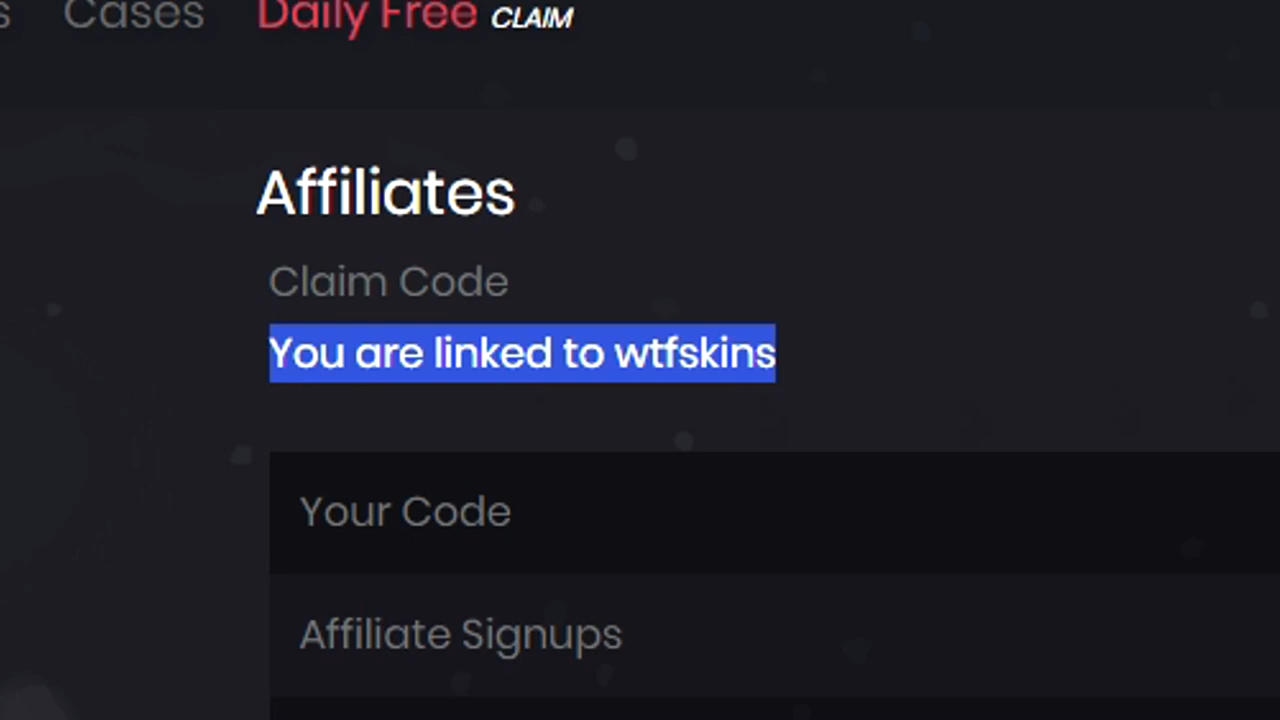 s Cases Daily Free CLAIM
Affiliates
Claim Code
You are linked to wtfskins
Your Code
Affiliate Signups